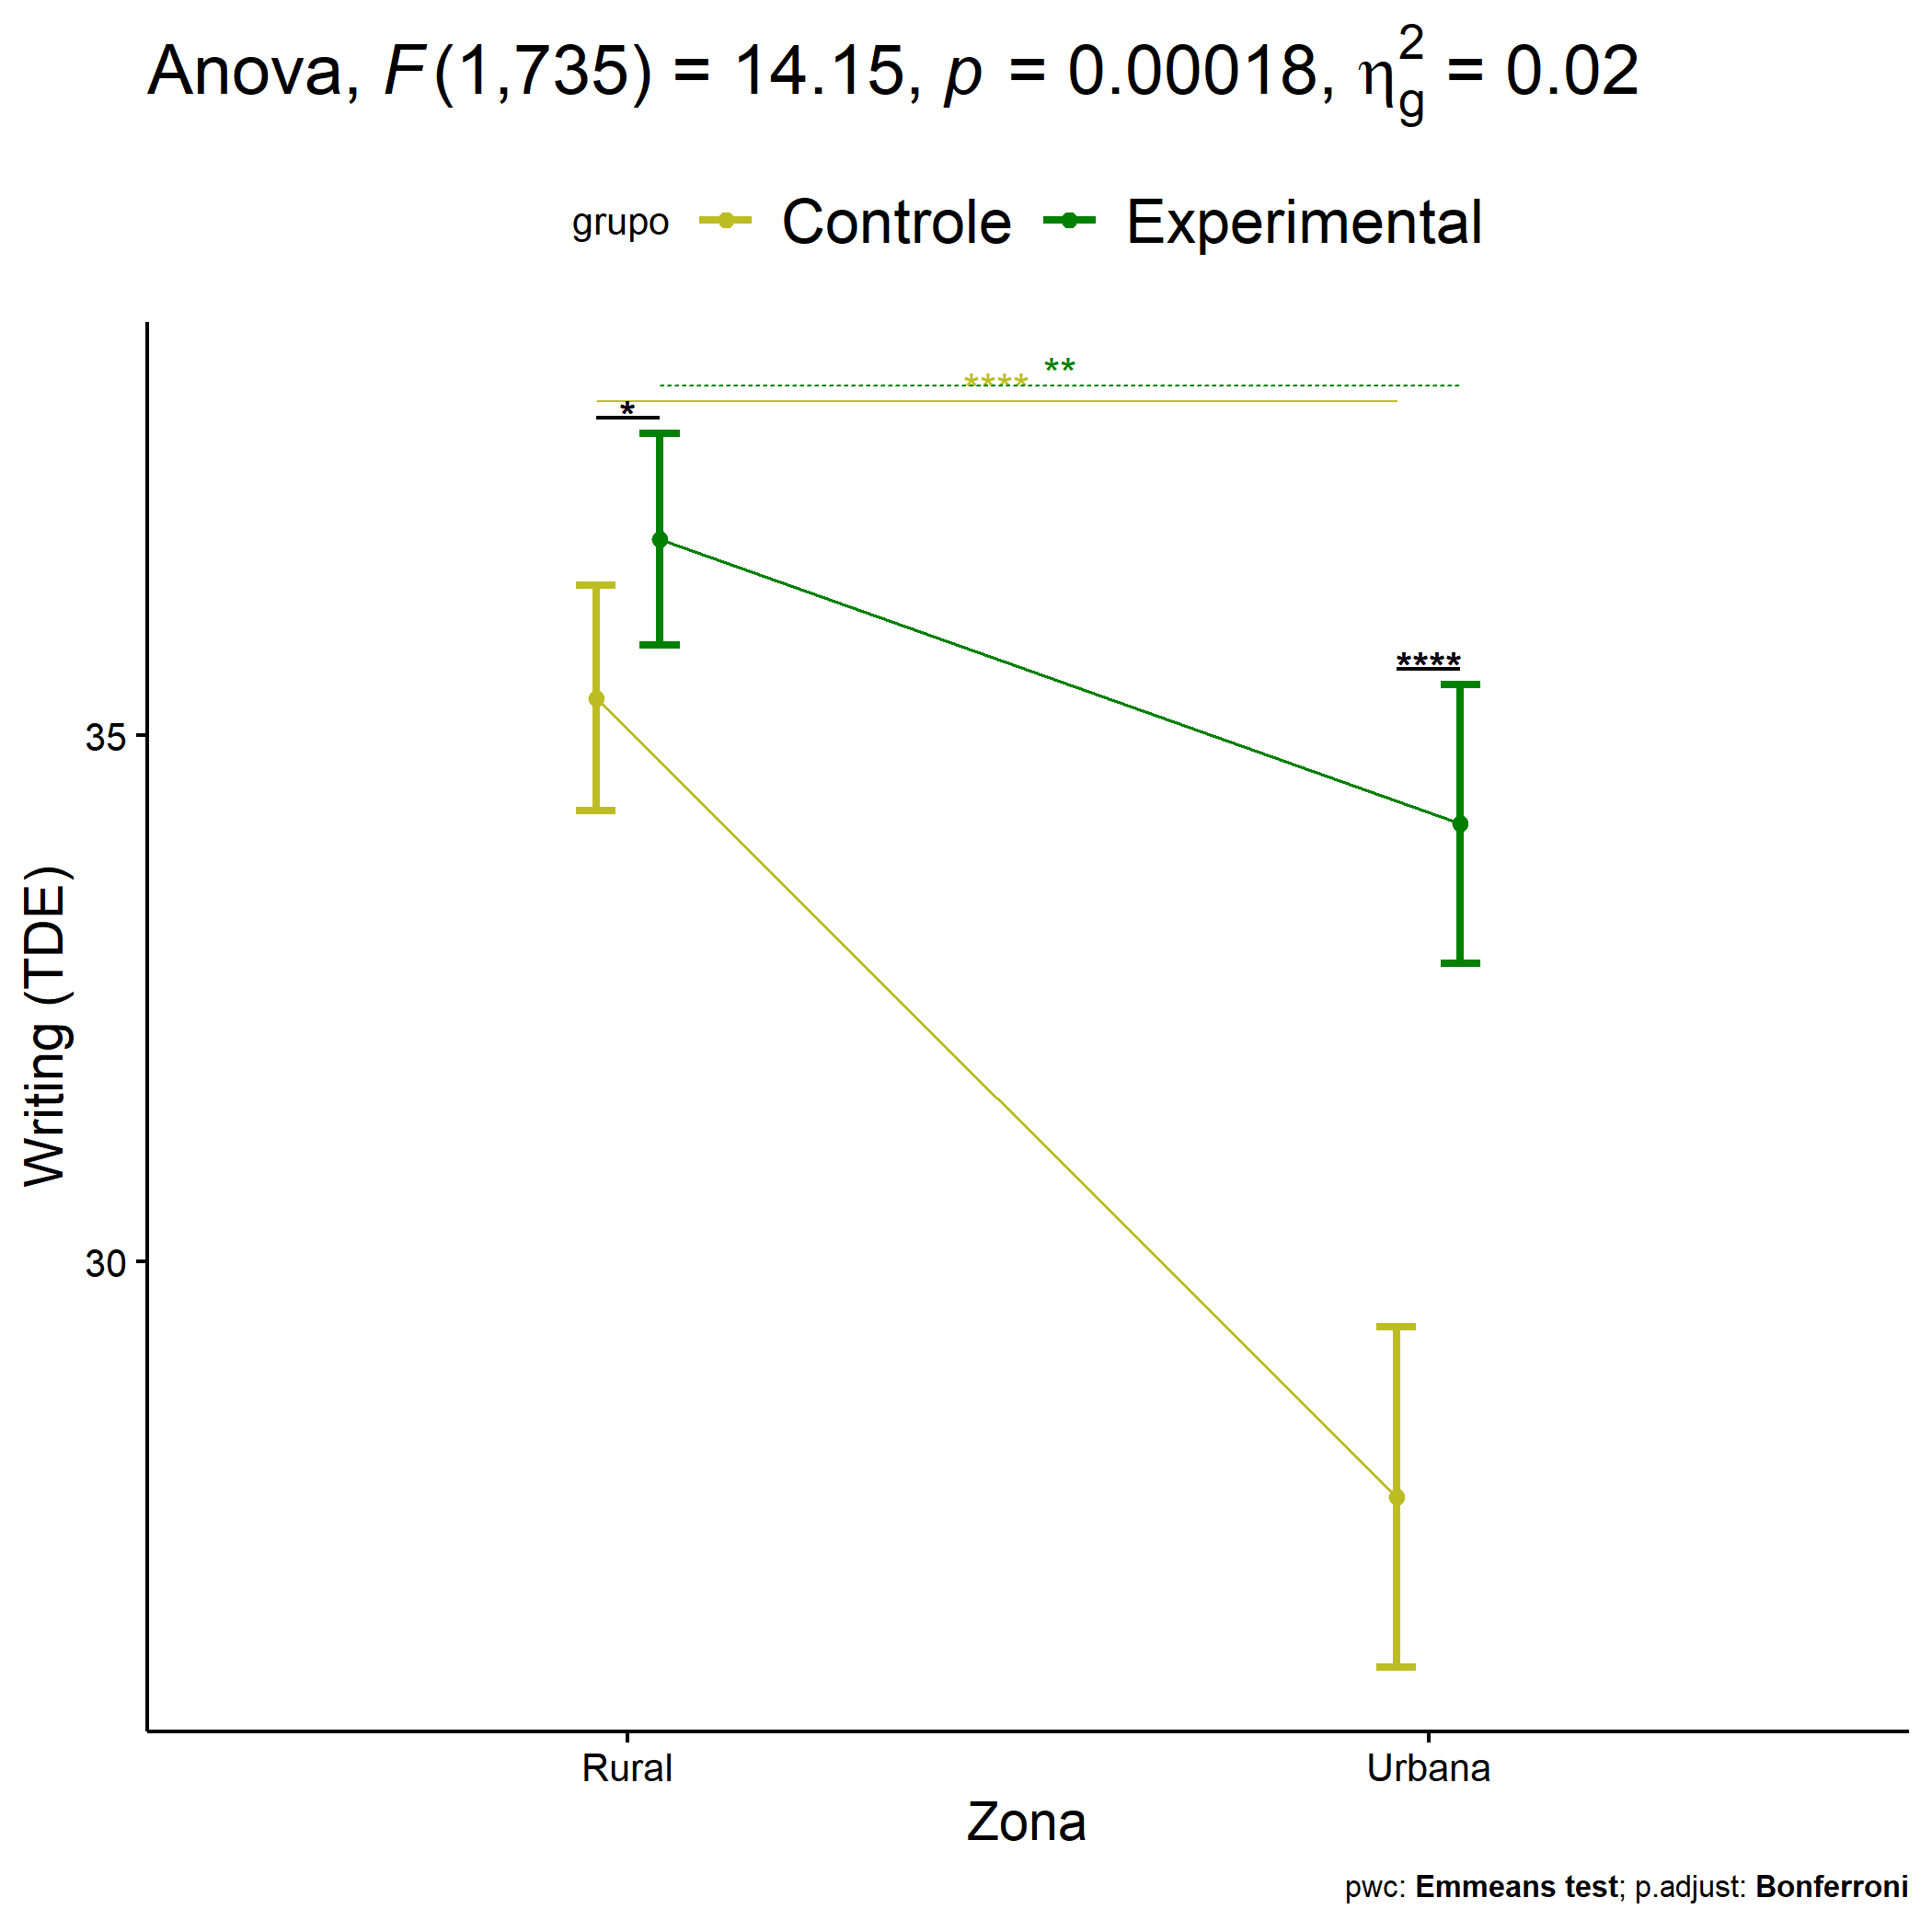 Anova, F(1,735) = 14.15, p = 0.00018, η²g = 0.02
grupo Controle Experimental
**
****
*
****
35
30
Writing (TDE)
Rural Urbana
Zona
pwc: Emmeans test; p.adjust: Bonferroni